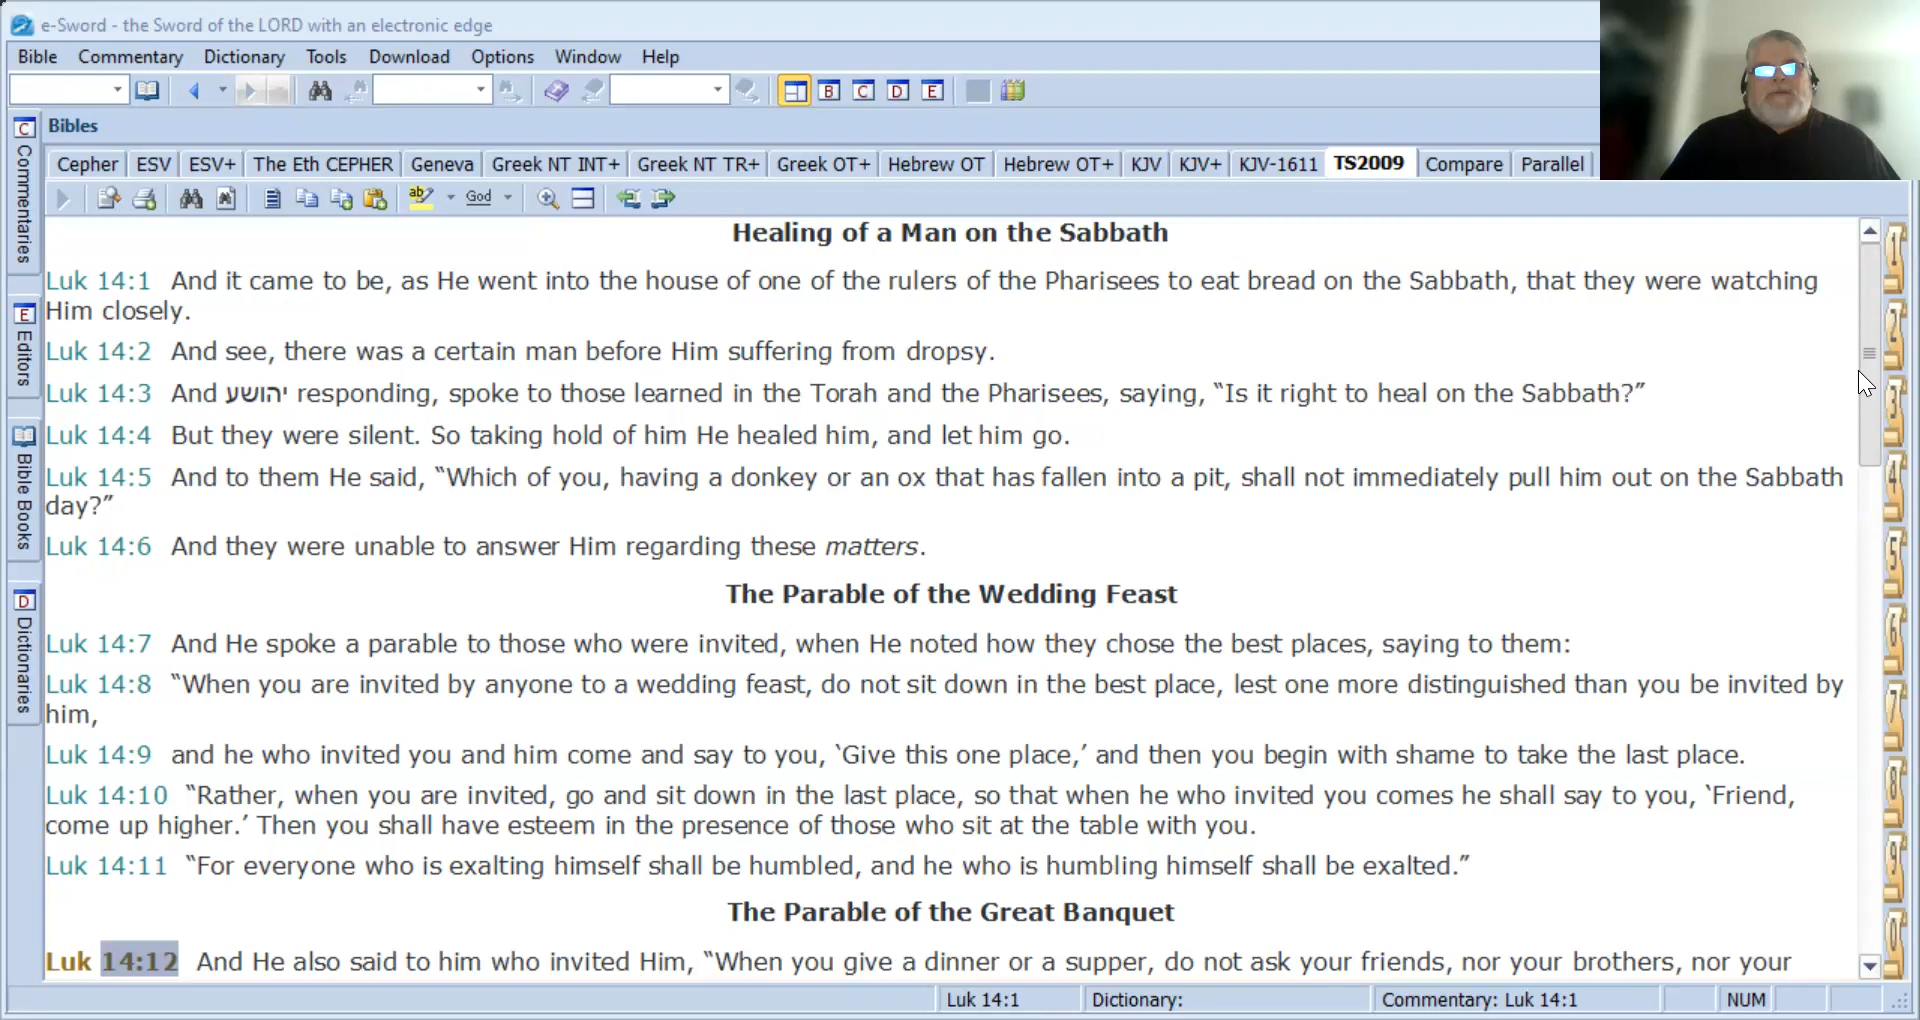 e-Sword - the Sword of the LORD with an electronic edge
Bible Commentary Dictionary Tools Download Options Window Help
B C D E
Bibles
Cepher ESV ESV+ The Eth CEPHER Geneva Greek NT INT+ Greek NT TR+ Greek OT+ Hebrew OT Hebrew OT+ KJV KJV+ KJV-1611 TS2009 Compare Parallel
ab God
C Commentaries
E Editors
Bible Books
D Dictionaries
Healing of a Man on the Sabbath
Luk 14:1 And it came to be, as He went into the house of one of the rulers of the Pharisees to eat bread on the Sabbath, that they were watching
Him closely.
Luk 14:2 And see, there was a certain man before Him suffering from dropsy.
Luk 14:3 And יהושע responding, spoke to those learned in the Torah and the Pharisees, saying, “Is it right to heal on the Sabbath?”
Luk 14:4 But they were silent. So taking hold of him He healed him, and let him go.
Luk 14:5 And to them He said, “Which of you, having a donkey or an ox that has fallen into a pit, shall not immediately pull him out on the Sabbath
day?”
Luk 14:6 And they were unable to answer Him regarding these matters.
The Parable of the Wedding Feast
Luk 14:7 And He spoke a parable to those who were invited, when He noted how they chose the best places, saying to them:
Luk 14:8 “When you are invited by anyone to a wedding feast, do not sit down in the best place, lest one more distinguished than you be invited by
him,
Luk 14:9 and he who invited you and him come and say to you, ‘Give this one place,’ and then you begin with shame to take the last place.
Luk 14:10 “Rather, when you are invited, go and sit down in the last place, so that when he who invited you comes he shall say to you, ‘Friend,
come up higher.’ Then you shall have esteem in the presence of those who sit at the table with you.
Luk 14:11 “For everyone who is exalting himself shall be humbled, and he who is humbling himself shall be exalted.”
The Parable of the Great Banquet
Luk 14:12 And He also said to him who invited Him, “When you give a dinner or a supper, do not ask your friends, nor your brothers, nor your
1
2
3
4
5
6
7
8
9
0
Luk 14:1 Dictionary: Commentary: Luk 14:1 NUM